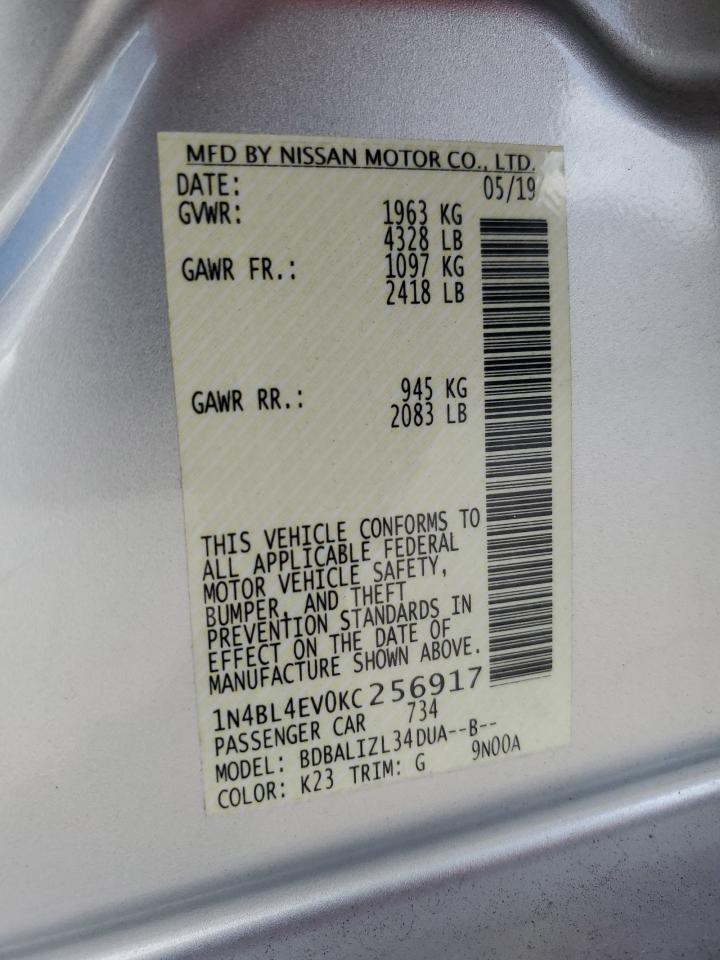 MFD BY NISSAN MOTOR CO., LTD.
DATE: 05/19
GVWR: 1963 KG
4328 LB
GAWR FR.: 1097 KG
2418 LB
GAWR RR.: 945 KG
2083 LB
THIS VEHICLE CONFORMS TO
ALL APPLICABLE FEDERAL
MOTOR VEHICLE SAFETY,
BUMPER, AND THEFT
PREVENTION STANDARDS IN
EFFECT ON THE DATE OF
MANUFACTURE SHOWN ABOVE.
1N4BL4EV0KC256917
PASSENGER CAR 734
MODEL: BDBALIZL34DUA--B--
COLOR: K23 TRIM: G 9N00A